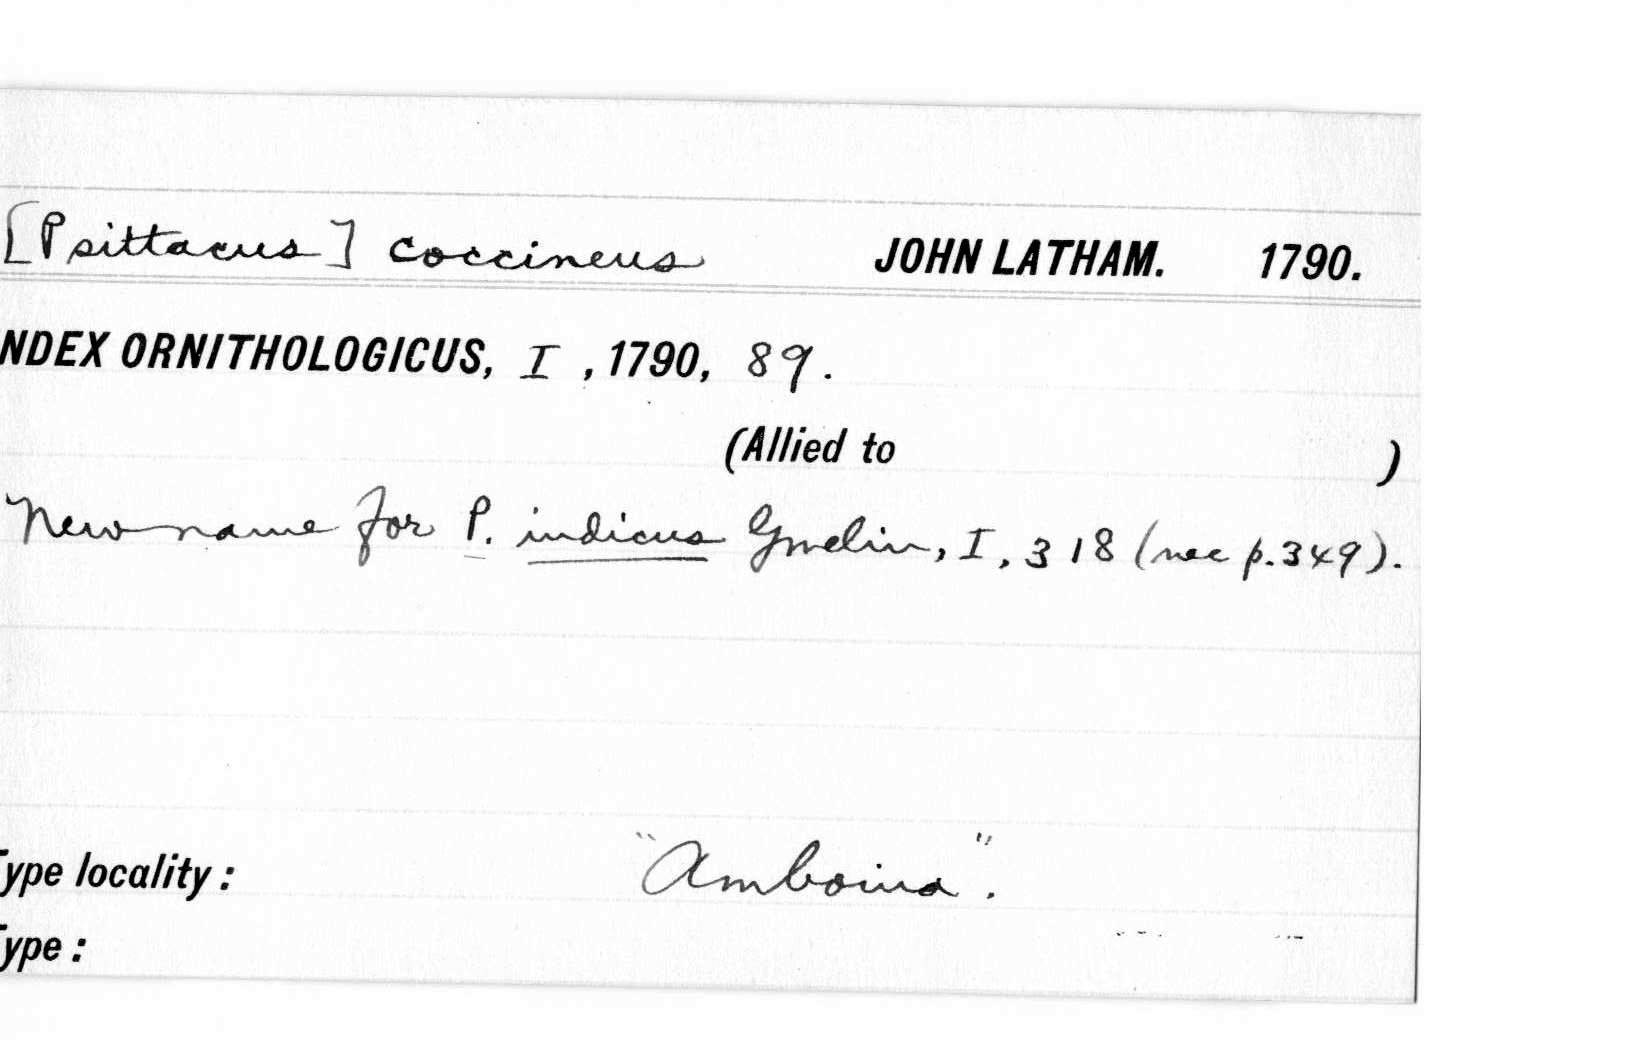 [Psittacus] coccineus JOHN LATHAM. 1790.
NDEX ORNITHOLOGICUS, I , 1790, 89.
(Allied to )
New name for P. indicus Gmelin, I, 318 (nec p. 349).
Type locality : "Amboina".
Type :